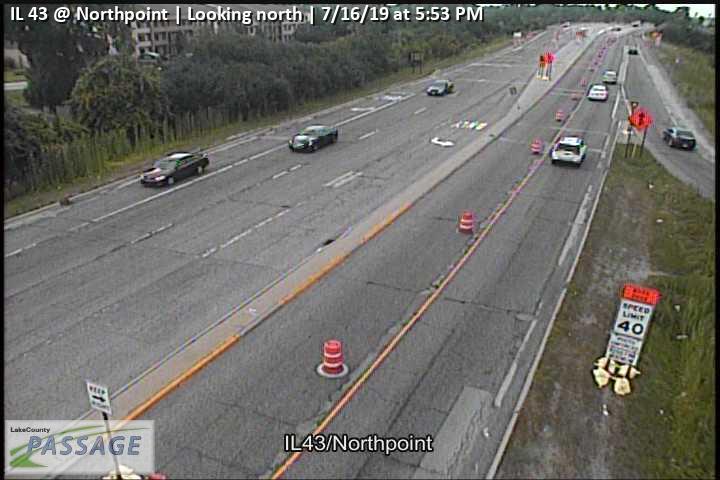 IL 43 @ Northpoint | Looking north | 7/16/19 at 5:53 PM
SPEED
LIMIT
40
KEEP
LakeCounty
PASSAGE
IL43/Northpoint